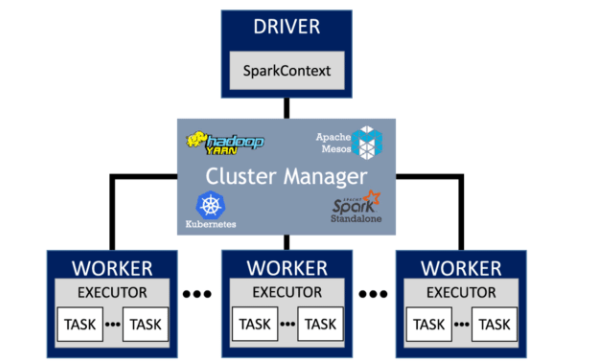 DRIVER
SparkContext
hadoop
YARN
Apache
Mesos
Cluster Manager
Kubernetes
APACHE
Spark
Standalone
WORKER
EXECUTOR
TASK ••• TASK
•••
WORKER
EXECUTOR
TASK ••• TASK
•••
WORKER
EXECUTOR
TASK ••• TASK